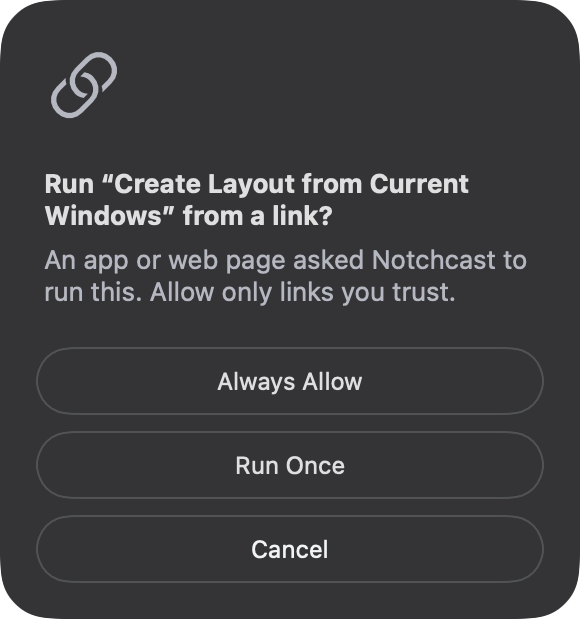 Run “Create Layout from Current
Windows” from a link?
An app or web page asked Notchcast to
run this. Allow only links you trust.
Always Allow
Run Once
Cancel